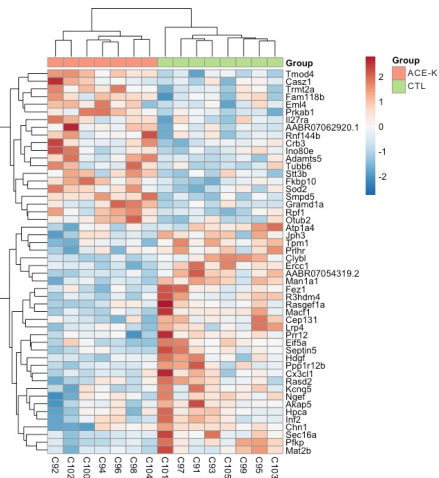 Group
Tmod4
Casz1
Trmt2a
Fam118b
Eml4
Prkab1
Il27ra
AABR07062920.1
Rnf144b
Crb3
Ino80e
Adamts5
Tubb6
Stt3b
Fkbp10
Sod2
Smpd5
Gramd1a
Rpf1
Otub2
Atp1a4
Jph3
Tpm1
Prlhr
Clybl
Ercc1
AABR07054319.2
Man1a1
Fez1
R3hdm4
Rasgef1a
Macf1
Cep131
Lrp4
Prr12
Eif5a
Septin5
Hdgf
Ppp1r12b
Cx3cl1
Rasd2
Kcnq5
Ngef
Akap5
Hpca
Inf2
Chn1
Sec16a
Pfkp
Mat2b
C92 C102 C100 C94 C96 C98 C104 C101 C97 C91 C93 C105 C99 C95 C103
2
1
0
-1
-2
Group
ACE-K
CTL